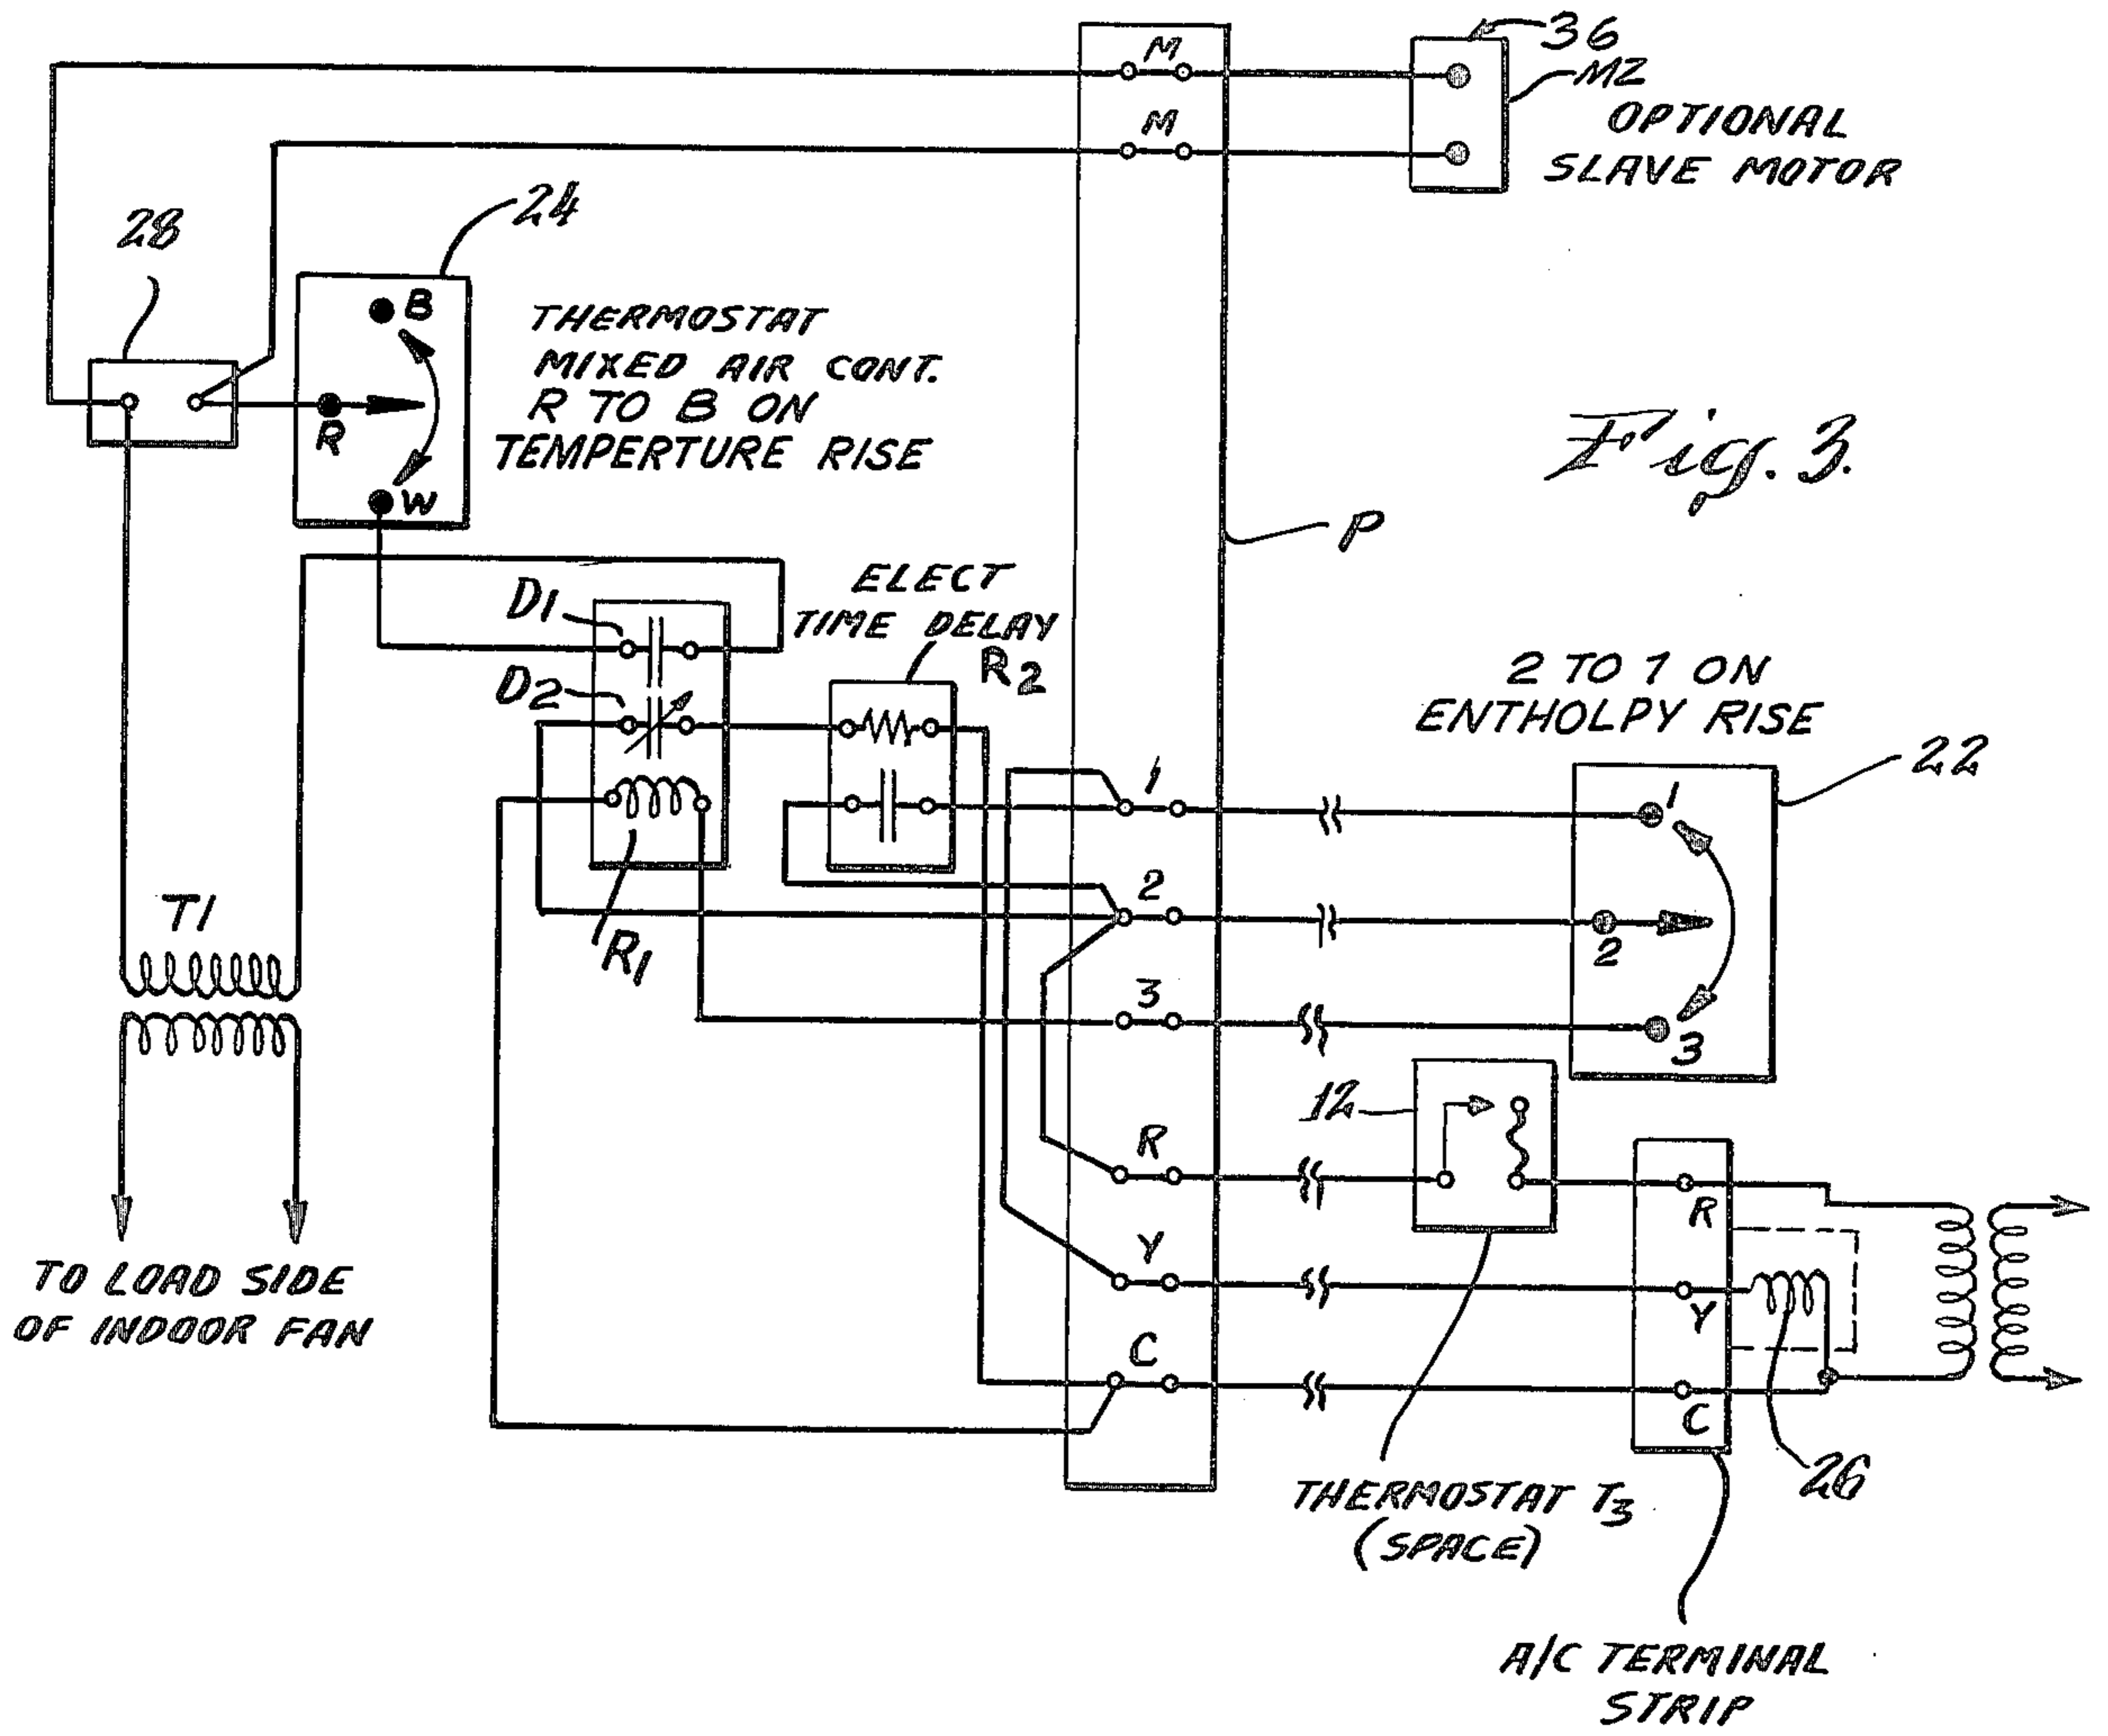 36
M
M2
OPTIONAL
SLAVE MOTOR
M
24
28
B
THERMOSTAT
MIXED AIR CONT.
R TO B ON
TEMPERTURE RISE
R
W
Fig. 3.
P
D1
ELECT
TIME DELAY
R2
D2
2 TO 1 ON
ENTHOLPY RISE
22
1
1
2
2
T1
R1
3
3
12
R
R
Y
Y
TO LOAD SIDE
OF INDOOR FAN
C
C
26
THERMOSTAT T3
(SPACE)
A/C TERMINAL
STRIP